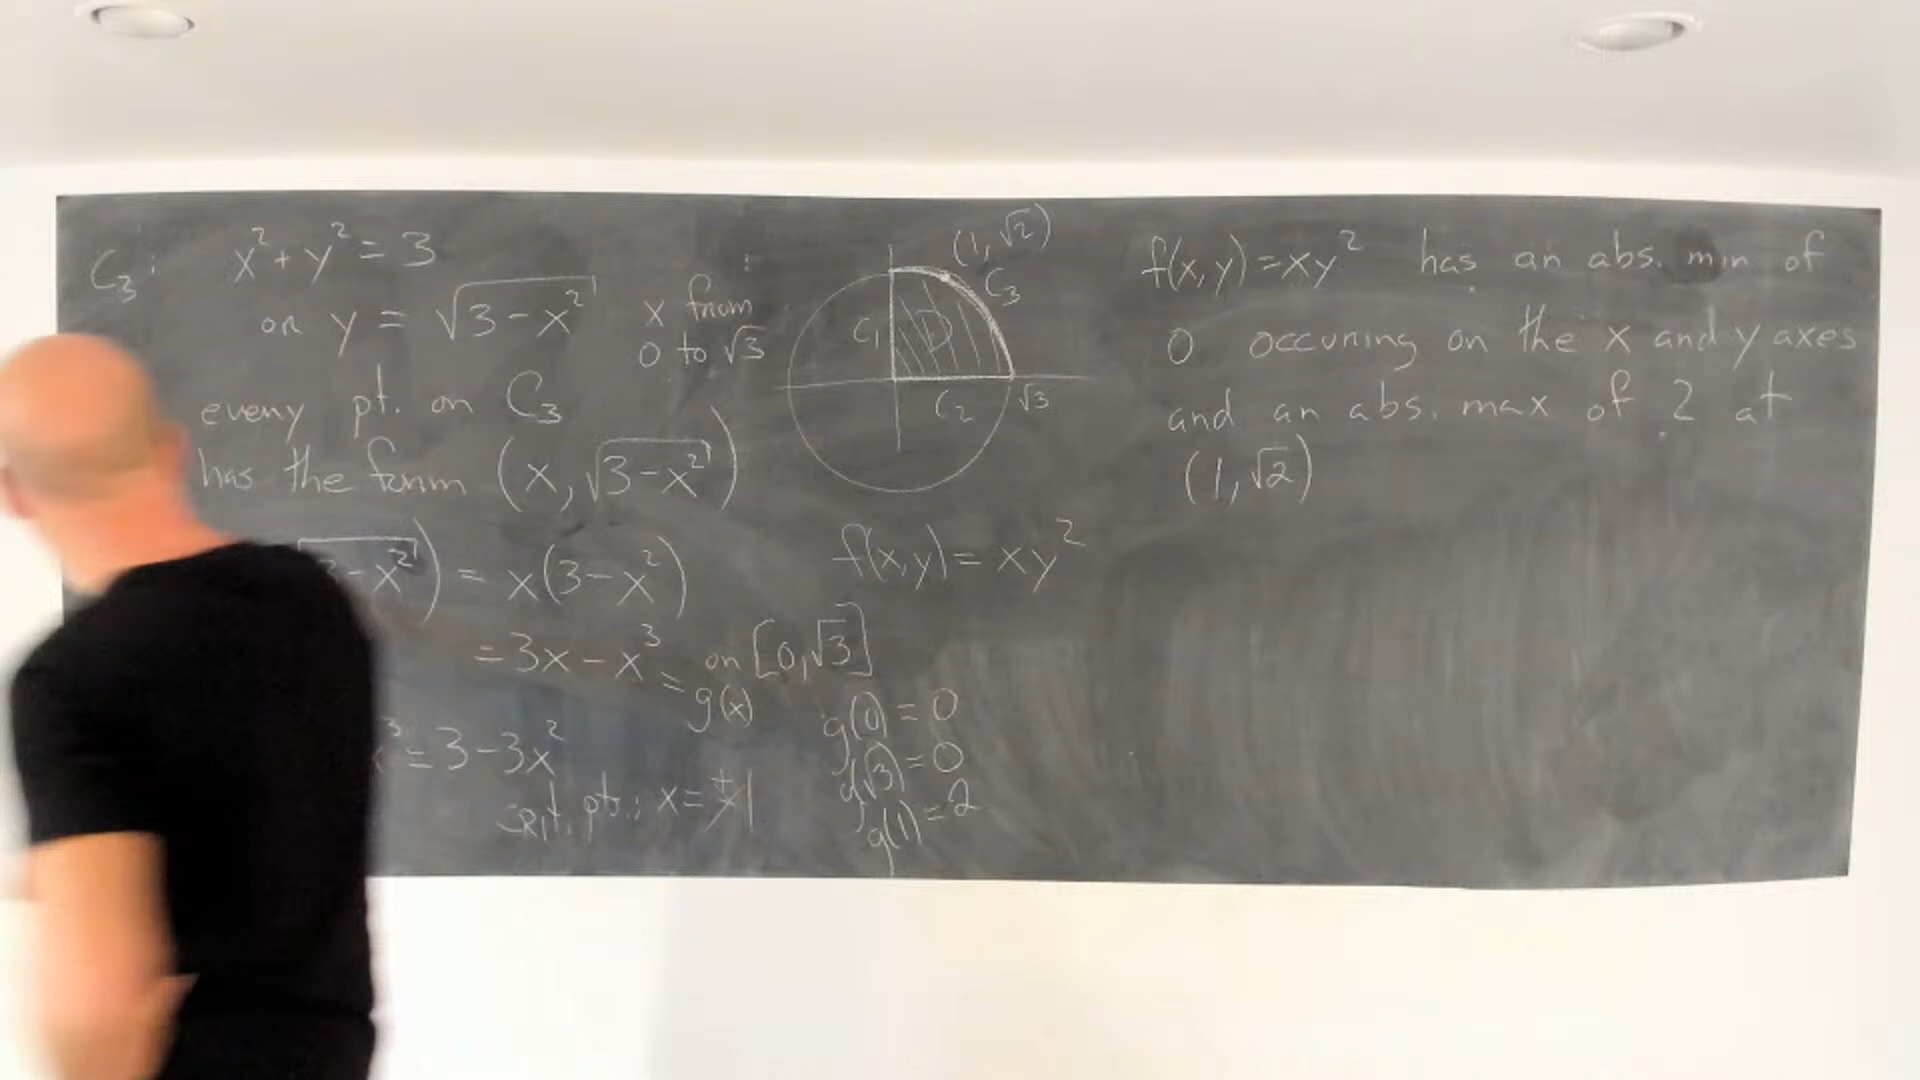 C₃: x² + y² = 3
or y = √(3 - x²) x from
0 to √3
every pt. on C₃
has the form (x, √(3 - x²))
3 - x²) = x(3 - x²)
= 3x - x³ = g(x) on [0, √3]
x³ = 3 - 3x²
crit. pt.: x = ±1
(1, √2)
C₃
C₁
D
C₂
√3
f(x,y) = xy²
g(0) = 0
g(√3) = 0
g(1) = 2
f(x,y) = xy² has an abs. min of
0 occuring on the x and y axes
and an abs. max of 2 at
(1, √2)